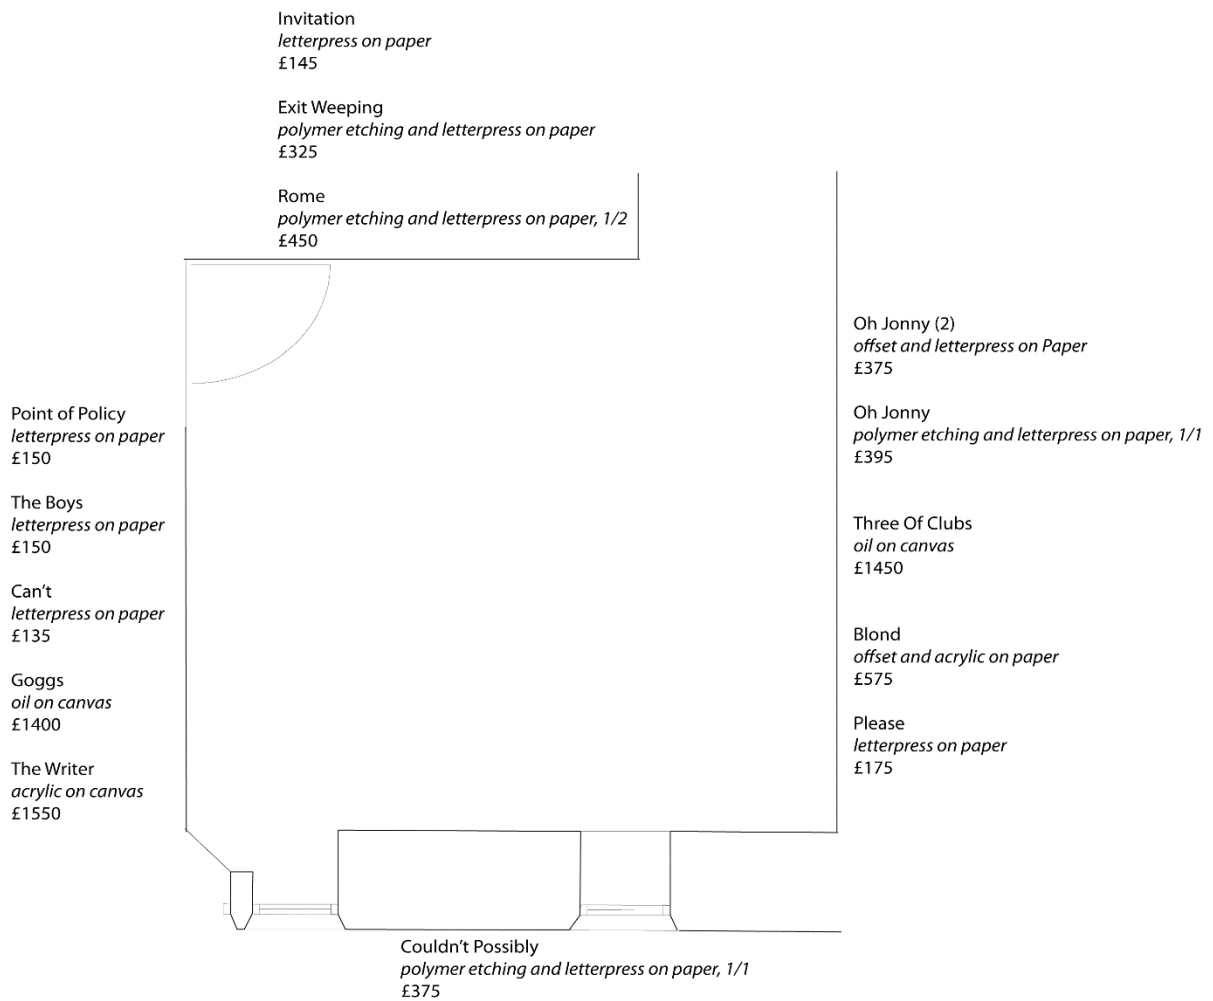 Invitation
letterpress on paper
£145
Exit Weeping
polymer etching and letterpress on paper
£325
Rome
polymer etching and letterpress on paper, 1/2
£450
Point of Policy
letterpress on paper
£150
The Boys
letterpress on paper
£150
Can't
letterpress on paper
£135
Goggs
oil on canvas
£1400
The Writer
acrylic on canvas
£1550
Oh Jonny (2)
offset and letterpress on Paper
£375
Oh Jonny
polymer etching and letterpress on paper, 1/1
£395
Three Of Clubs
oil on canvas
£1450
Blond
offset and acrylic on paper
£575
Please
letterpress on paper
£175
Couldn't Possibly
polymer etching and letterpress on paper, 1/1
£375